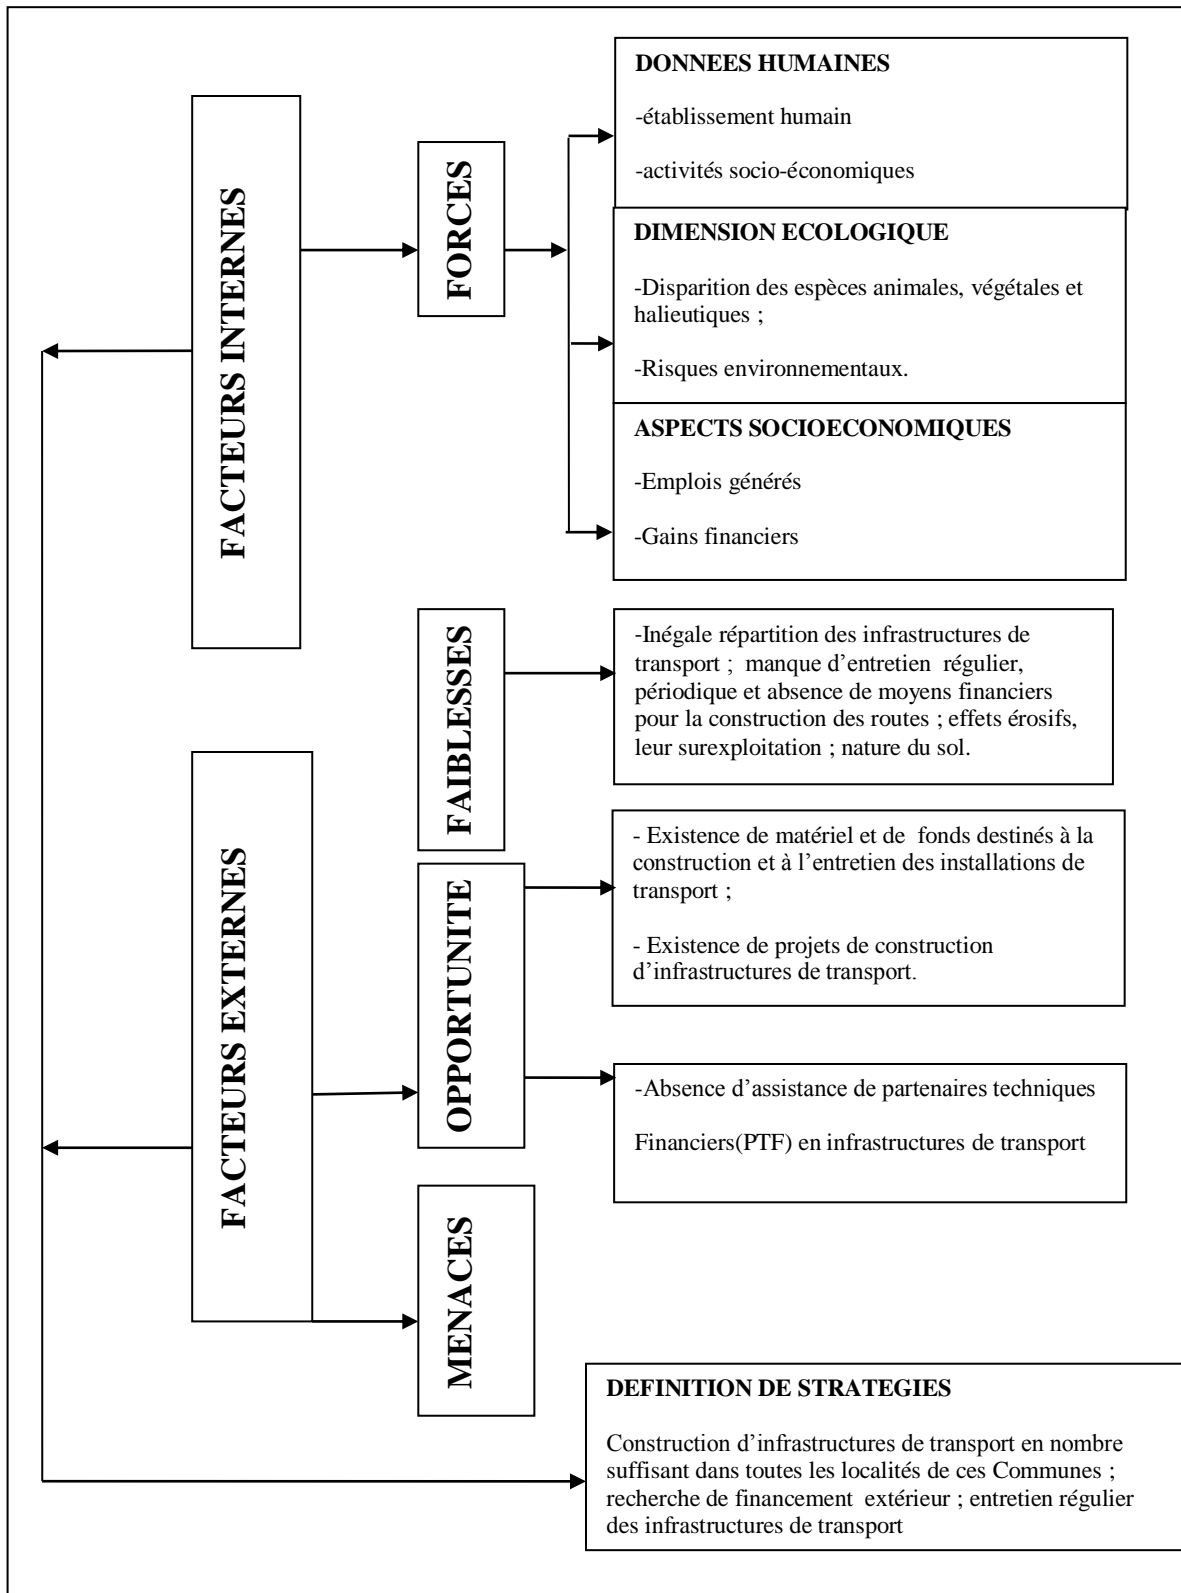 FACTEURS INTERNES
FORCES
DONNEES HUMAINES
-établissement humain
-activités socio-économiques
DIMENSION ECOLOGIQUE
-Disparition des espèces animales, végétales et
halieutiques ;
-Risques environnementaux.
ASPECTS SOCIOECONOMIQUES
-Emplois générés
-Gains financiers
FAIBLESSES
-Inégale répartition des infrastructures de
transport ; manque d’entretien régulier,
périodique et absence de moyens financiers
pour la construction des routes ; effets érosifs,
leur surexploitation ; nature du sol.
FACTEURS EXTERNES
OPPORTUNITE
- Existence de matériel et de fonds destinés à la
construction et à l’entretien des installations de
transport ;
- Existence de projets de construction
d’infrastructures de transport.
-Absence d’assistance de partenaires techniques
Financiers(PTF) en infrastructures de transport
MENACES
DEFINITION DE STRATEGIES
Construction d’infrastructures de transport en nombre
suffisant dans toutes les localités de ces Communes ;
recherche de financement extérieur ; entretien régulier
des infrastructures de transport